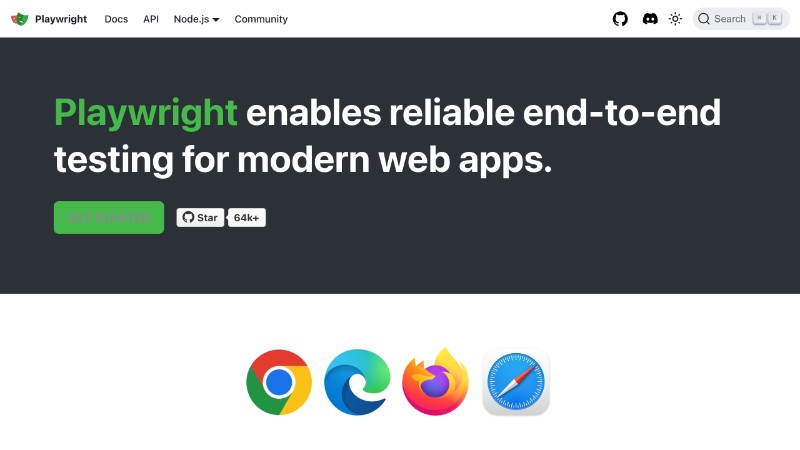 Playwright
Docs
API
Node.js
Community
Search
⌘ K
Playwright enables reliable end-to-end
testing for modern web apps.
GET STARTED
Star
64k+